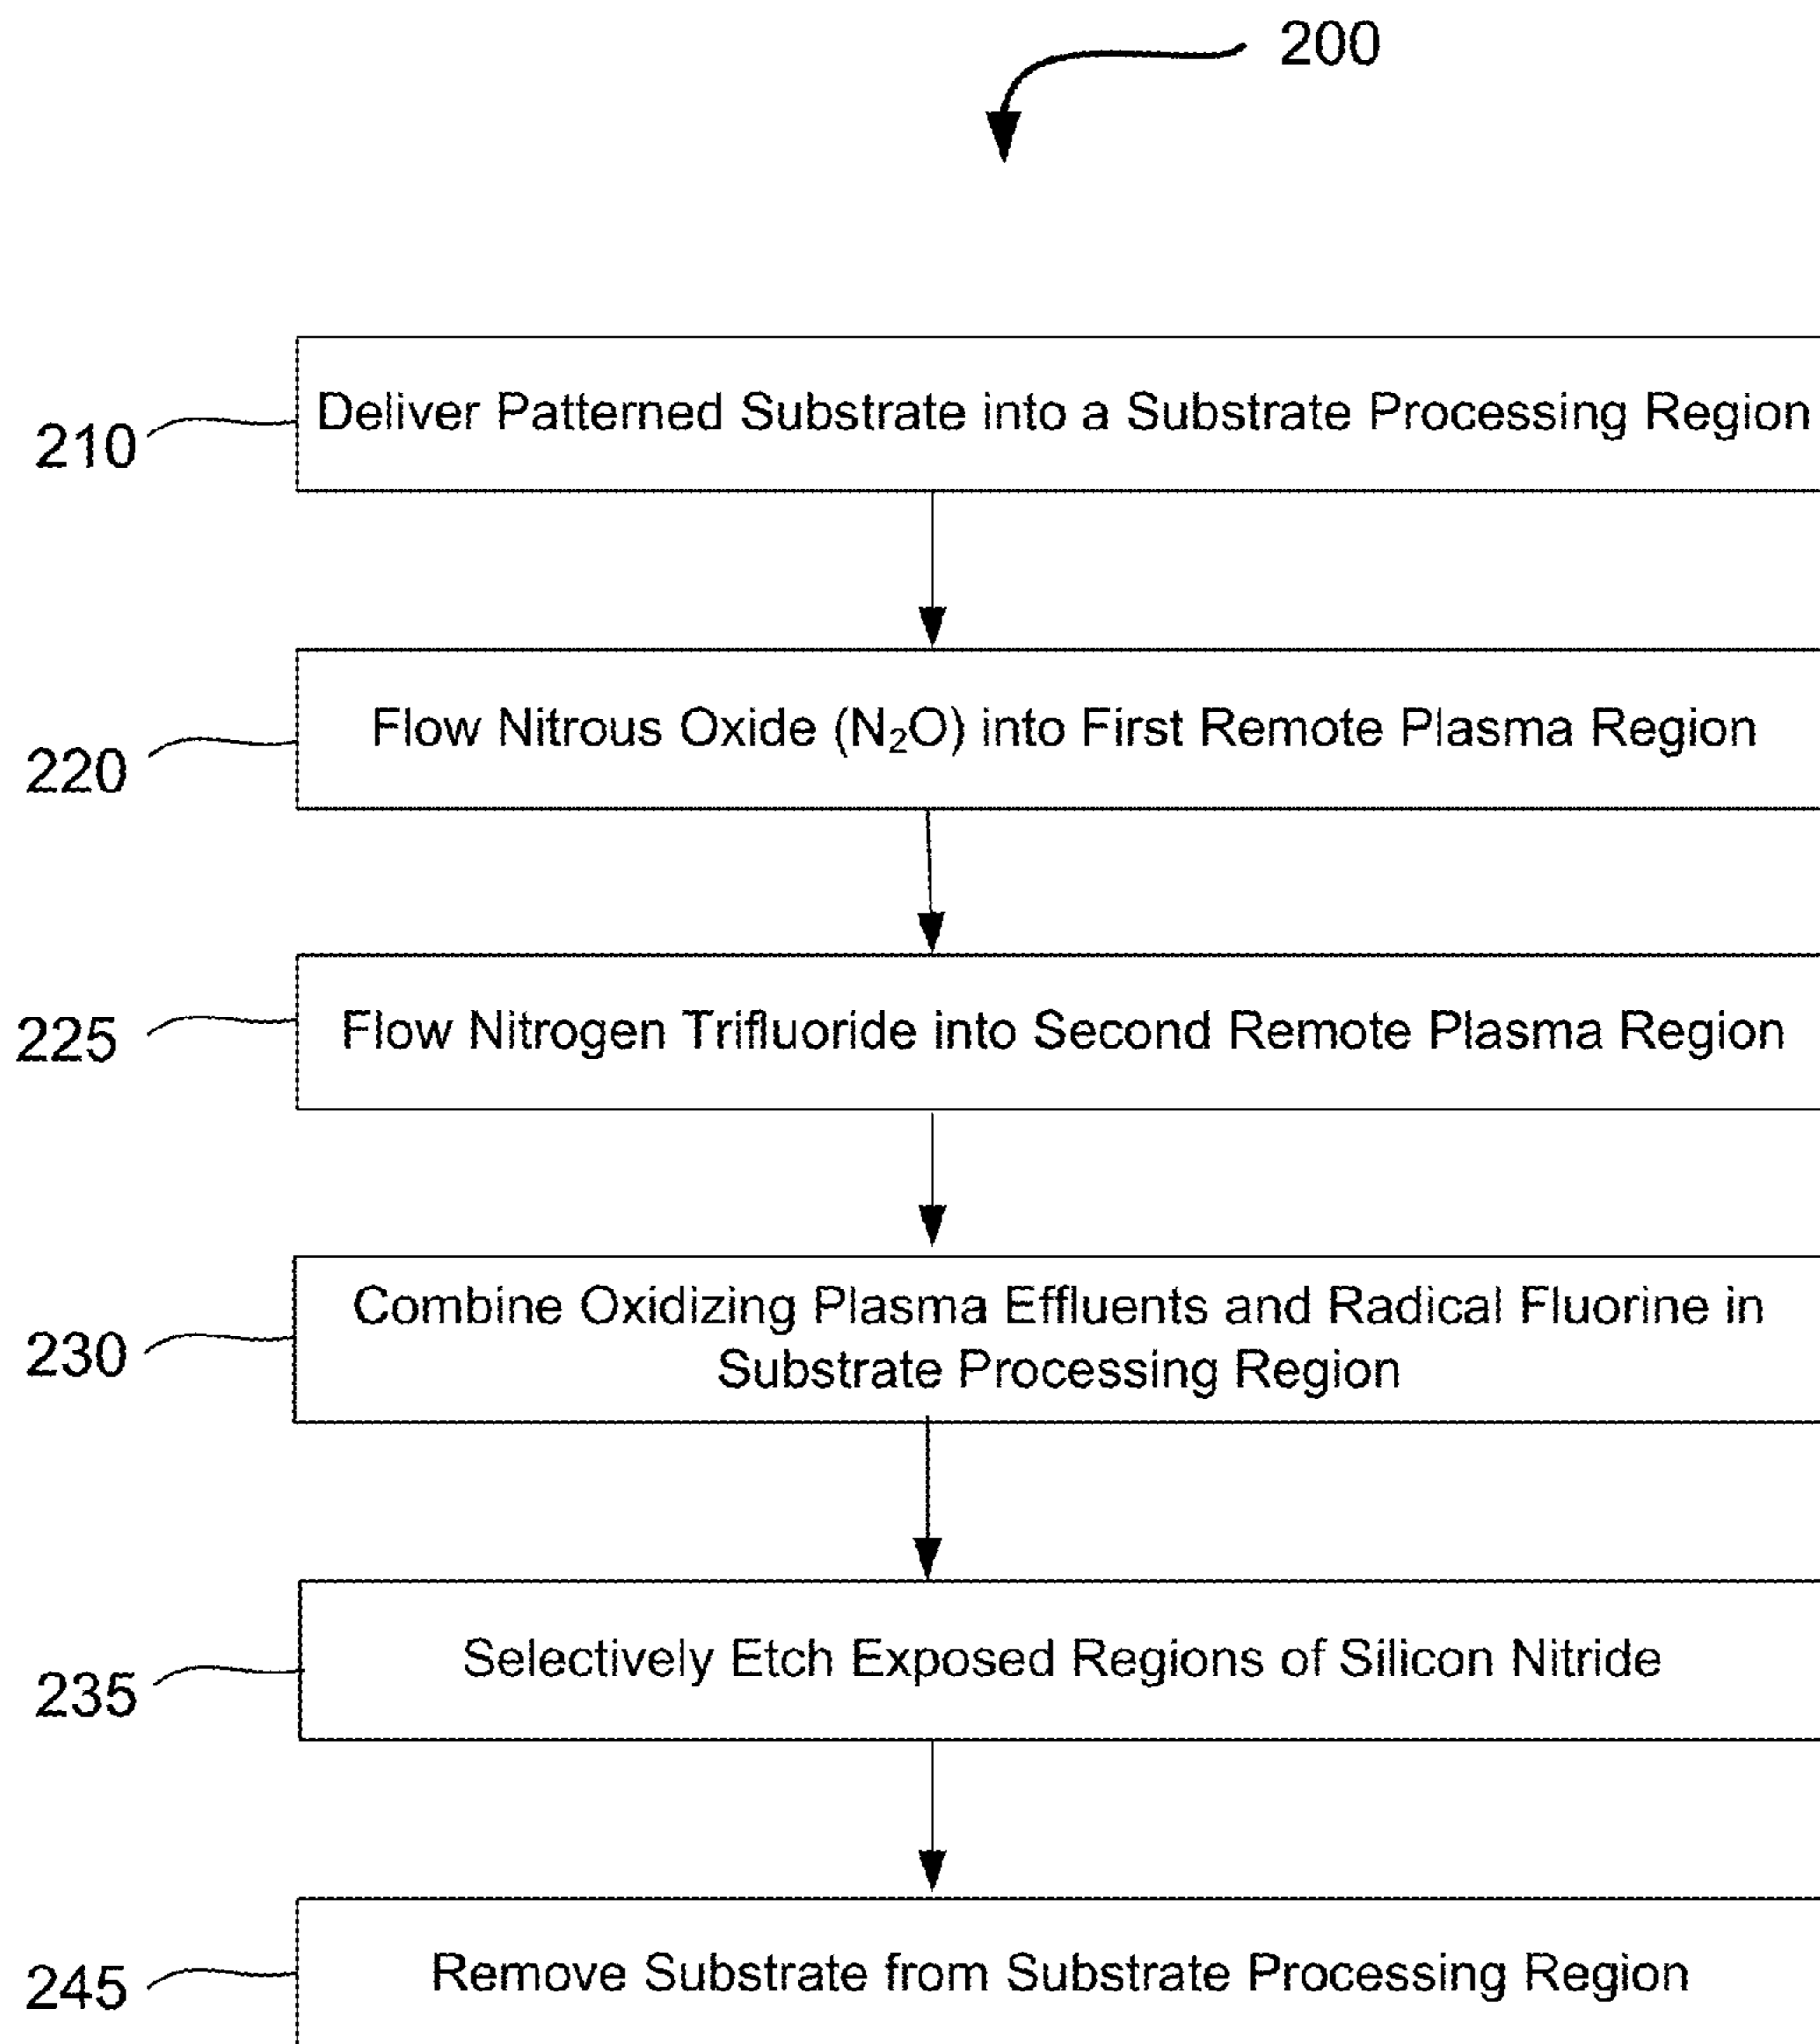 200
210
Deliver Patterned Substrate into a Substrate Processing Region
220
Flow Nitrous Oxide (N₂O) into First Remote Plasma Region
225
Flow Nitrogen Trifluoride into Second Remote Plasma Region
230
Combine Oxidizing Plasma Effluents and Radical Fluorine in
Substrate Processing Region
235
Selectively Etch Exposed Regions of Silicon Nitride
245
Remove Substrate from Substrate Processing Region